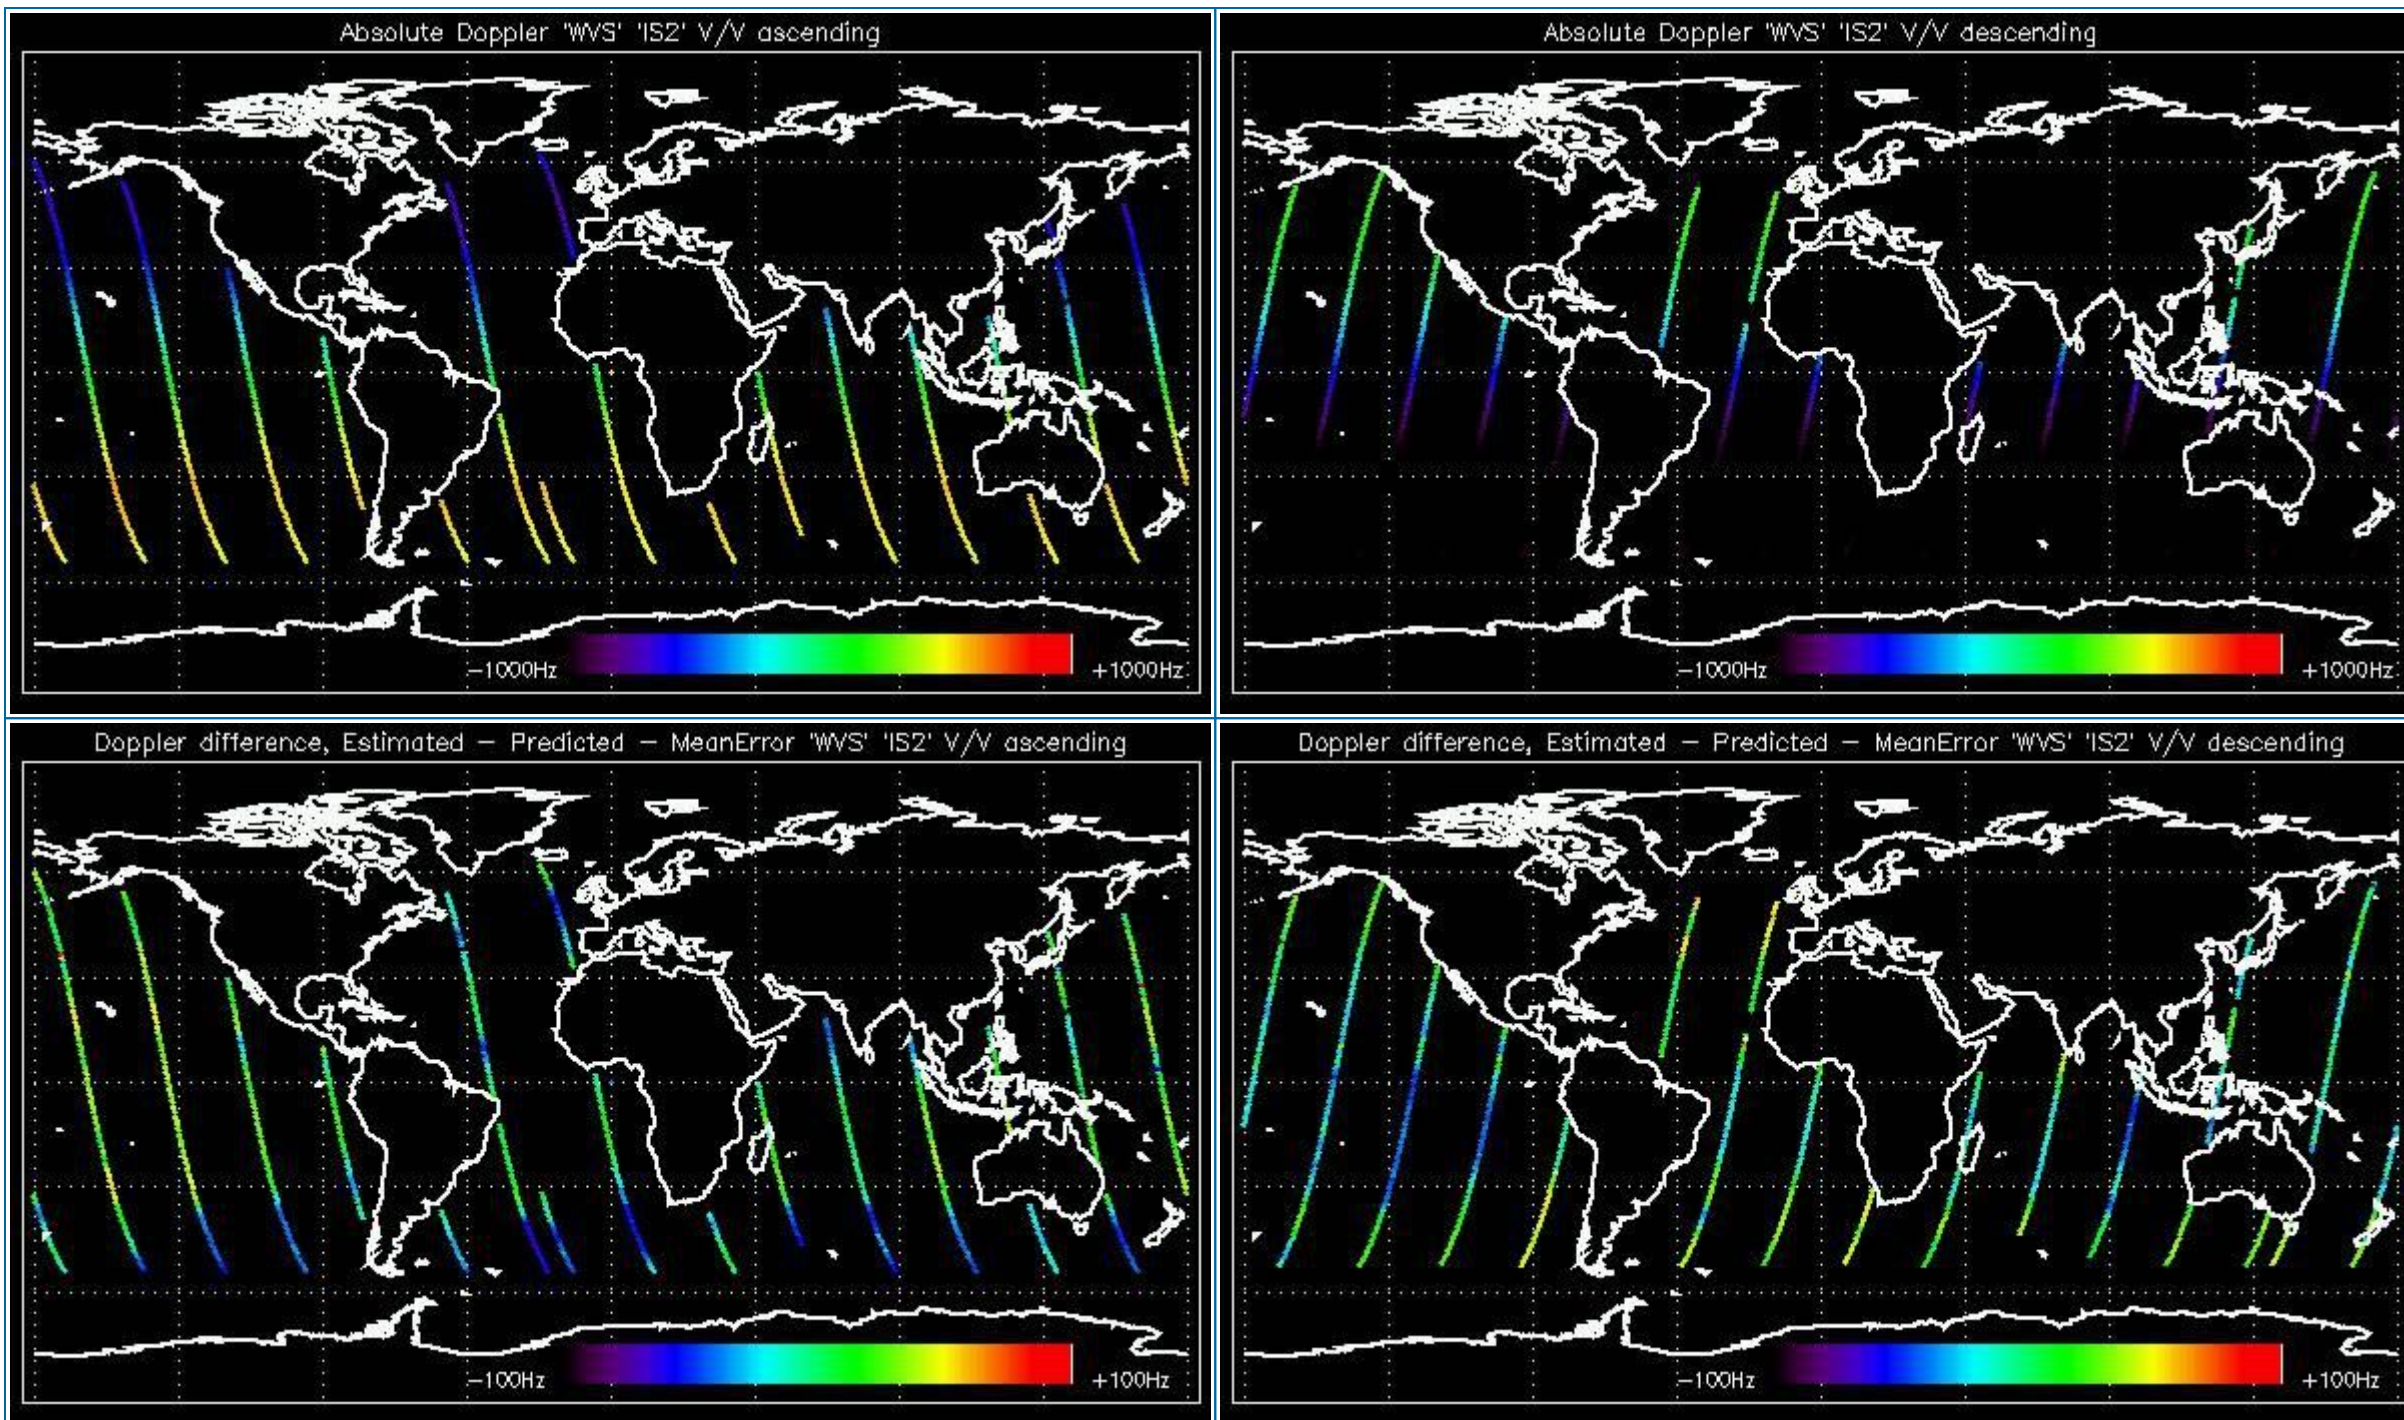 Absolute Doppler 'WVS' 'IS2' V/V ascending
-1000Hz +1000Hz
Absolute Doppler 'WVS' 'IS2' V/V descending
-1000Hz +1000Hz
Doppler difference, Estimated - Predicted - MeanError 'WVS' 'IS2' V/V ascending
-100Hz +100Hz
Doppler difference, Estimated - Predicted - MeanError 'WVS' 'IS2' V/V descending
-100Hz +100Hz